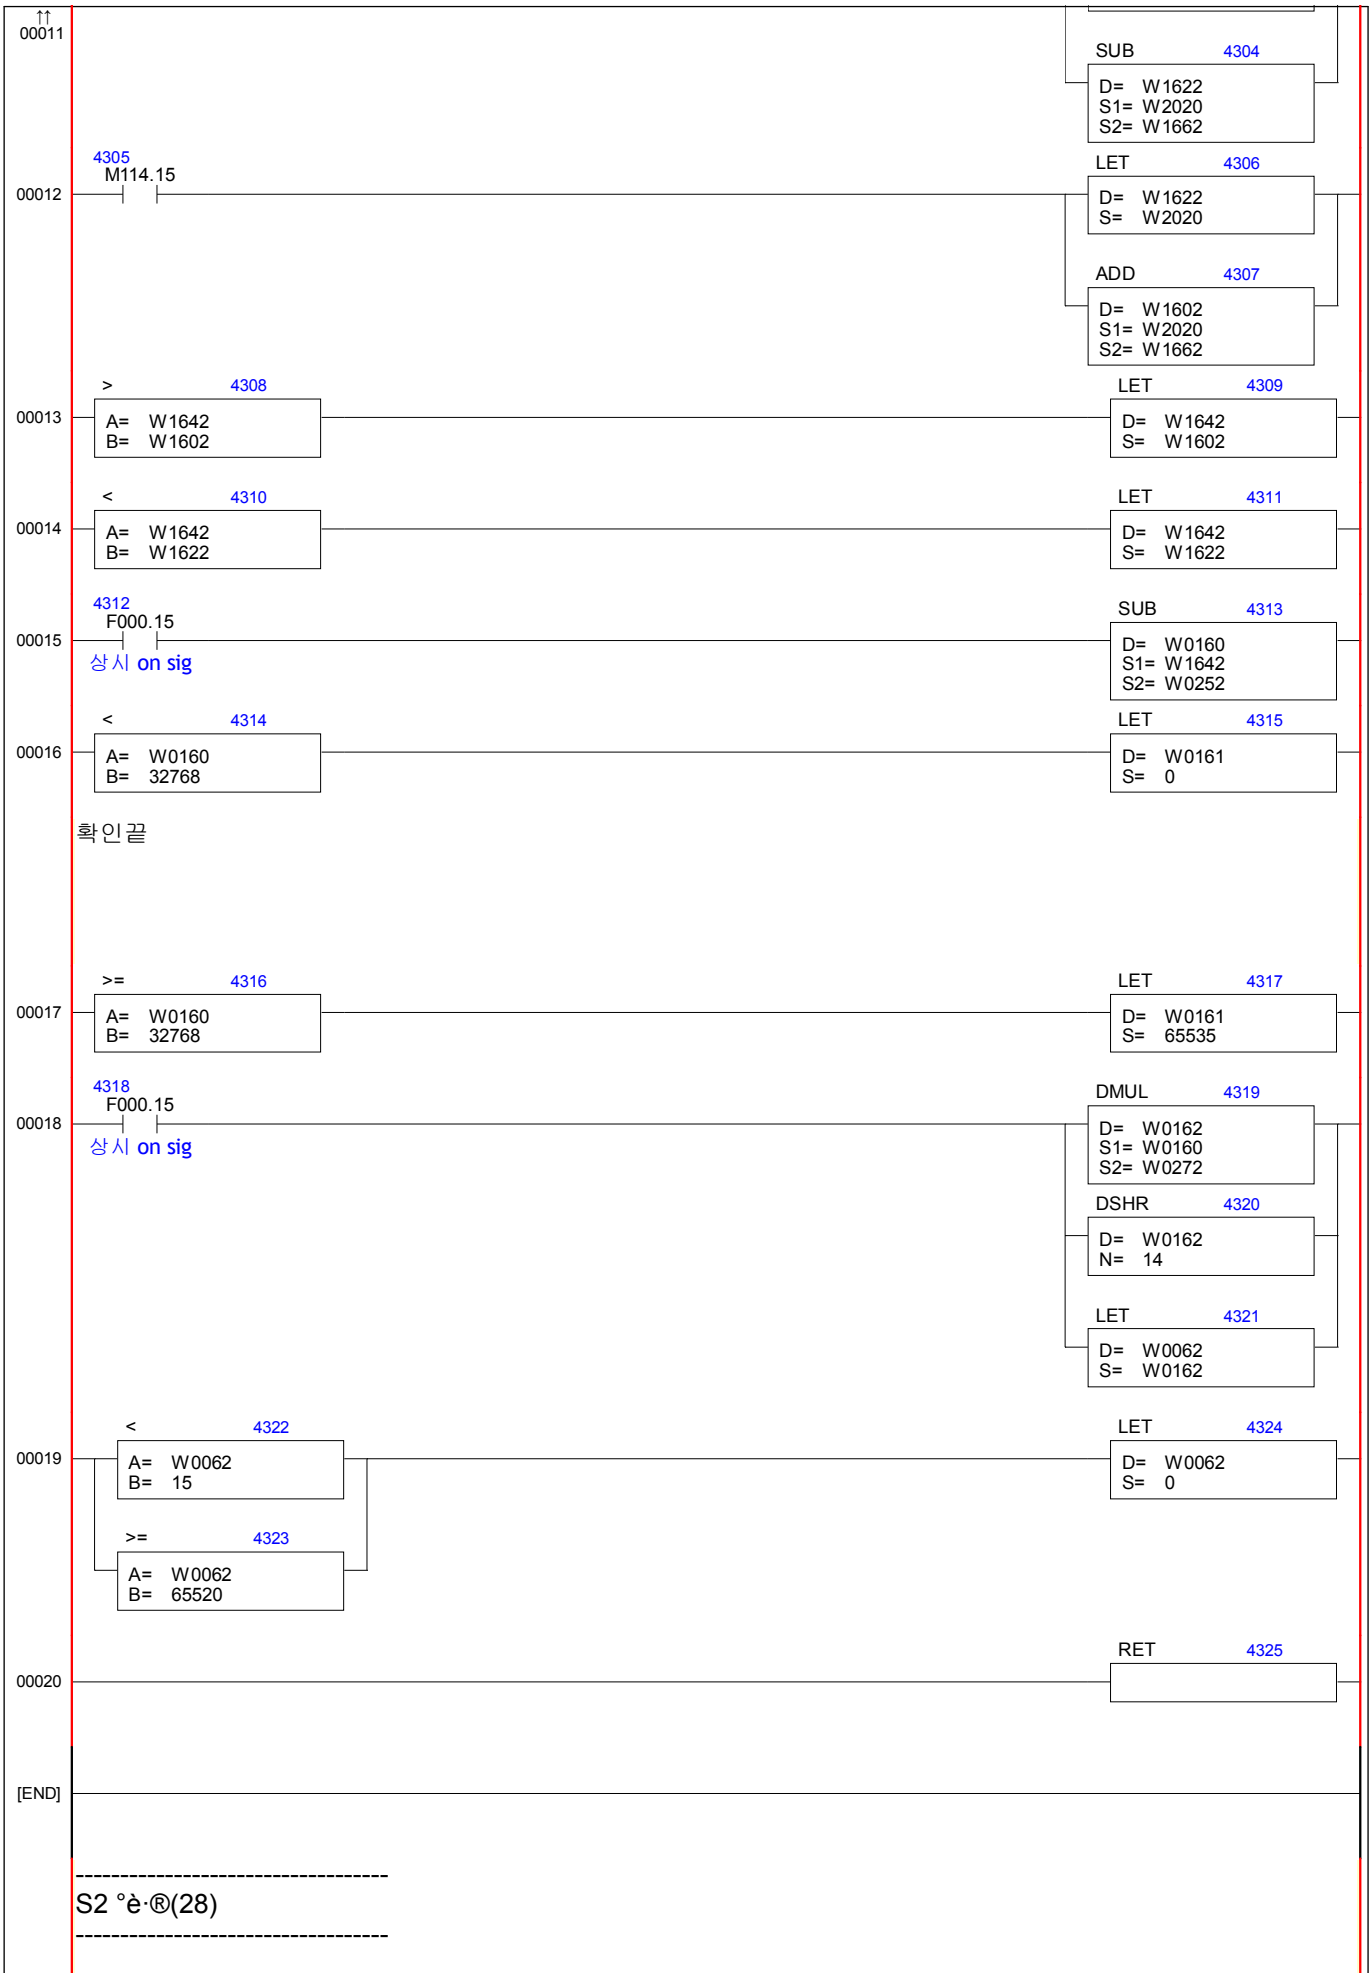 ↑↑
00011
SUB 4304
D= W1622
S1= W2020
S2= W1662
4305
M114.15
00012
LET 4306
D= W1622
S= W2020
ADD 4307
D= W1602
S1= W2020
S2= W1662
> 4308
00013
A= W1642
B= W1602
LET 4309
D= W1642
S= W1602
< 4310
00014
A= W1642
B= W1622
LET 4311
D= W1642
S= W1622
4312
F000.15
00015
상시 on sig
SUB 4313
D= W0160
S1= W1642
S2= W0252
< 4314
00016
A= W0160
B= 32768
LET 4315
D= W0161
S= 0
확인끝
>= 4316
00017
A= W0160
B= 32768
LET 4317
D= W0161
S= 65535
4318
F000.15
00018
상시 on sig
DMUL 4319
D= W0162
S1= W0160
S2= W0272
DSHR 4320
D= W0162
N= 14
LET 4321
D= W0062
S= W0162
< 4322
00019
A= W0062
B= 15
>= 4323
A= W0062
B= 65520
LET 4324
D= W0062
S= 0
RET 4325
00020
[END]
-----------------------------------
S2 °è·®(28)
-----------------------------------